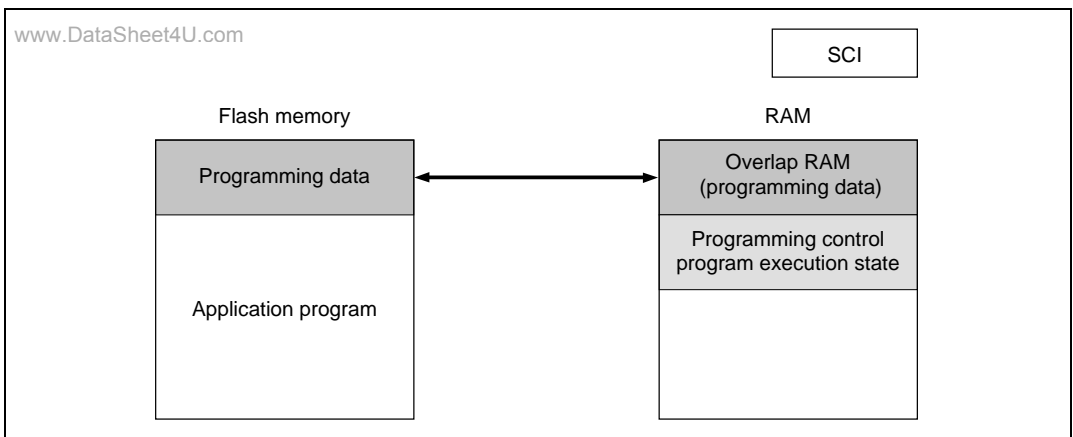 www.DataSheet4U.com
SCI
Flash memory
RAM
Programming data
Overlap RAM
(programming data)
Programming control
program execution state
Application program